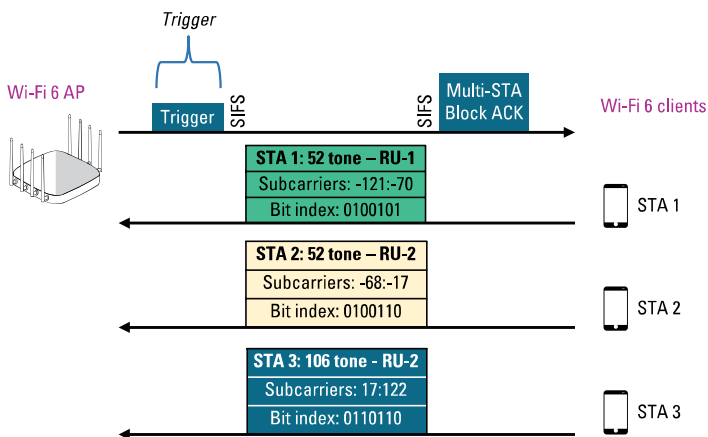 Trigger
Wi-Fi 6 AP
Trigger
SIFS
SIFS
Multi-STA
Block ACK
Wi-Fi 6 clients
STA 1: 52 tone – RU-1
Subcarriers: -121:-70
Bit index: 0100101
STA 1
STA 2: 52 tone – RU-2
Subcarriers: -68:-17
Bit index: 0100110
STA 2
STA 3: 106 tone - RU-2
Subcarriers: 17:122
Bit index: 0110110
STA 3